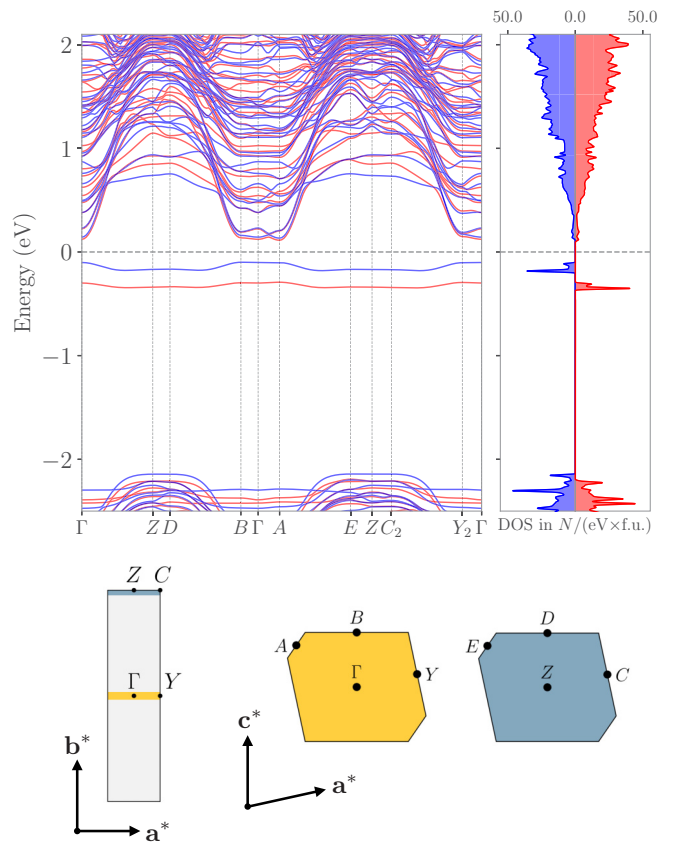 50.0 0.0 50.0
2
1
0
−1
−2
Energy (eV)
Γ Z D B Γ A E Z C₂ Y₂ Γ
DOS in N/(eV×f.u.)
Z C
Γ Y
b*
a*
B
A
Γ
Y
c*
a*
D
E
Z
C